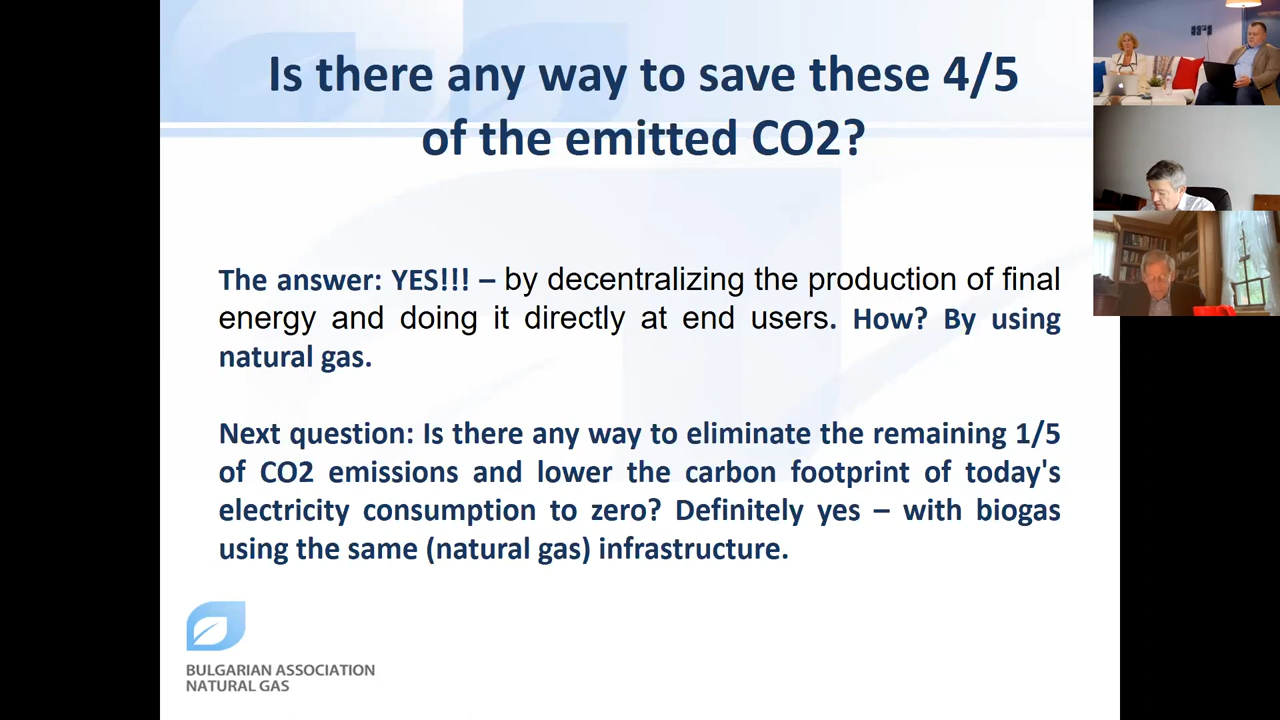 Is there any way to save these 4/5
of the emitted CO2?
The answer: YES!!! – by decentralizing the production of final
energy and doing it directly at end users. How? By using
natural gas.
Next question: Is there any way to eliminate the remaining 1/5
of CO2 emissions and lower the carbon footprint of today's
electricity consumption to zero? Definitely yes – with biogas
using the same (natural gas) infrastructure.
BULGARIAN ASSOCIATION
NATURAL GAS